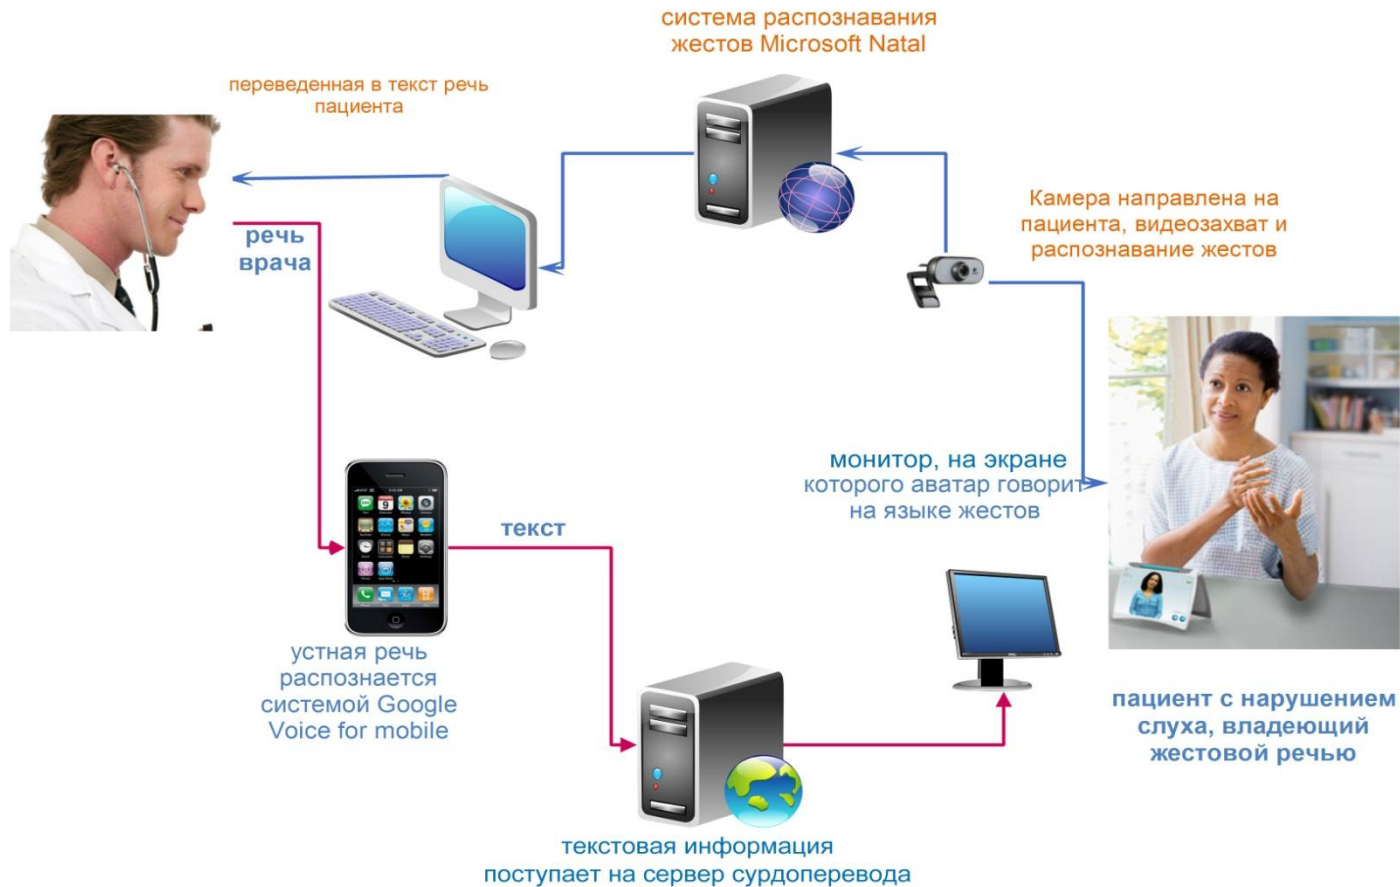 система распознавания
жестов Microsoft Natal
переведенная в текст речь
пациента
речь
врача
Камера направлена на
пациента, видеозахват и
распознавание жестов
монитор, на экране
которого аватар говорит
на языке жестов
текст
устная речь
распознается
системой Google
Voice for mobile
пациент с нарушением
слуха, владеющий
жестовой речью
текстовая информация
поступает на сервер сурдоперевода